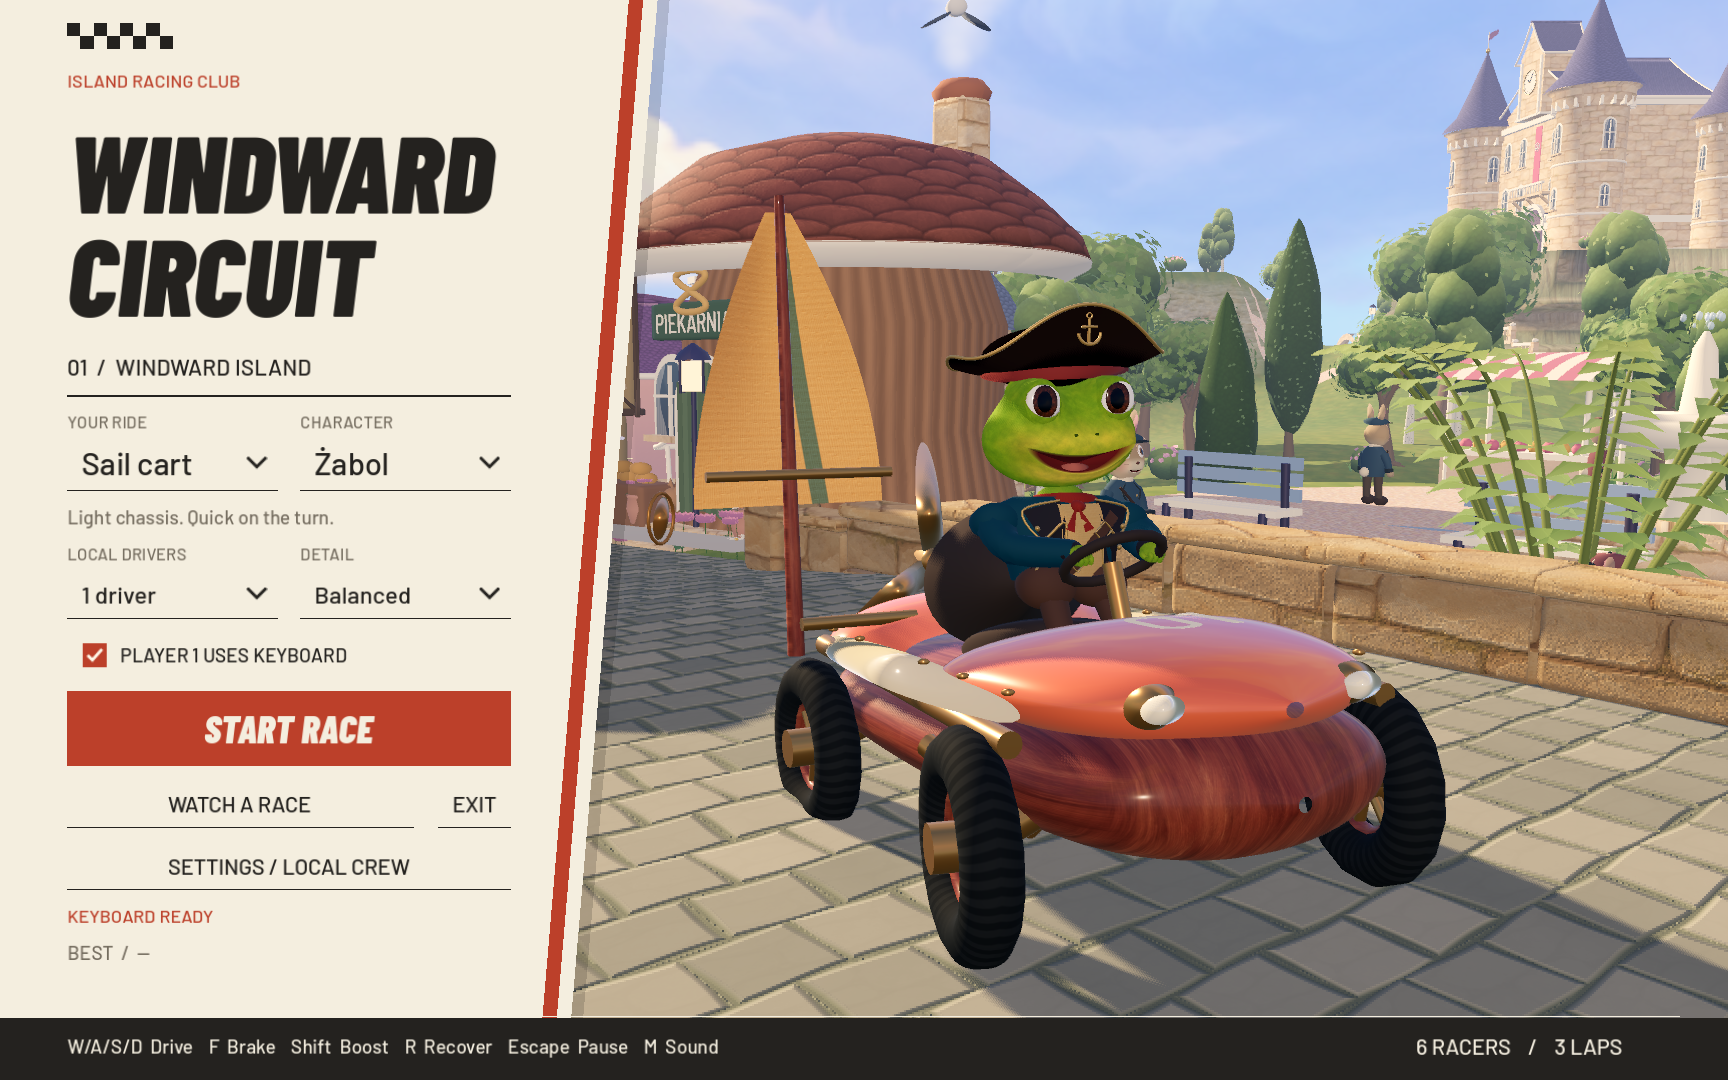 ISLAND RACING CLUB
WINDWARD
CIRCUIT
01 / WINDWARD ISLAND
YOUR RIDE CHARACTER
Sail cart Żabol
Light chassis. Quick on the turn.
LOCAL DRIVERS DETAIL
1 driver Balanced
PLAYER 1 USES KEYBOARD
START RACE
WATCH A RACE EXIT
SETTINGS / LOCAL CREW
KEYBOARD READY
BEST / —
PIEKARNIA
W/A/S/D Drive F Brake Shift Boost R Recover Escape Pause M Sound
6 RACERS / 3 LAPS